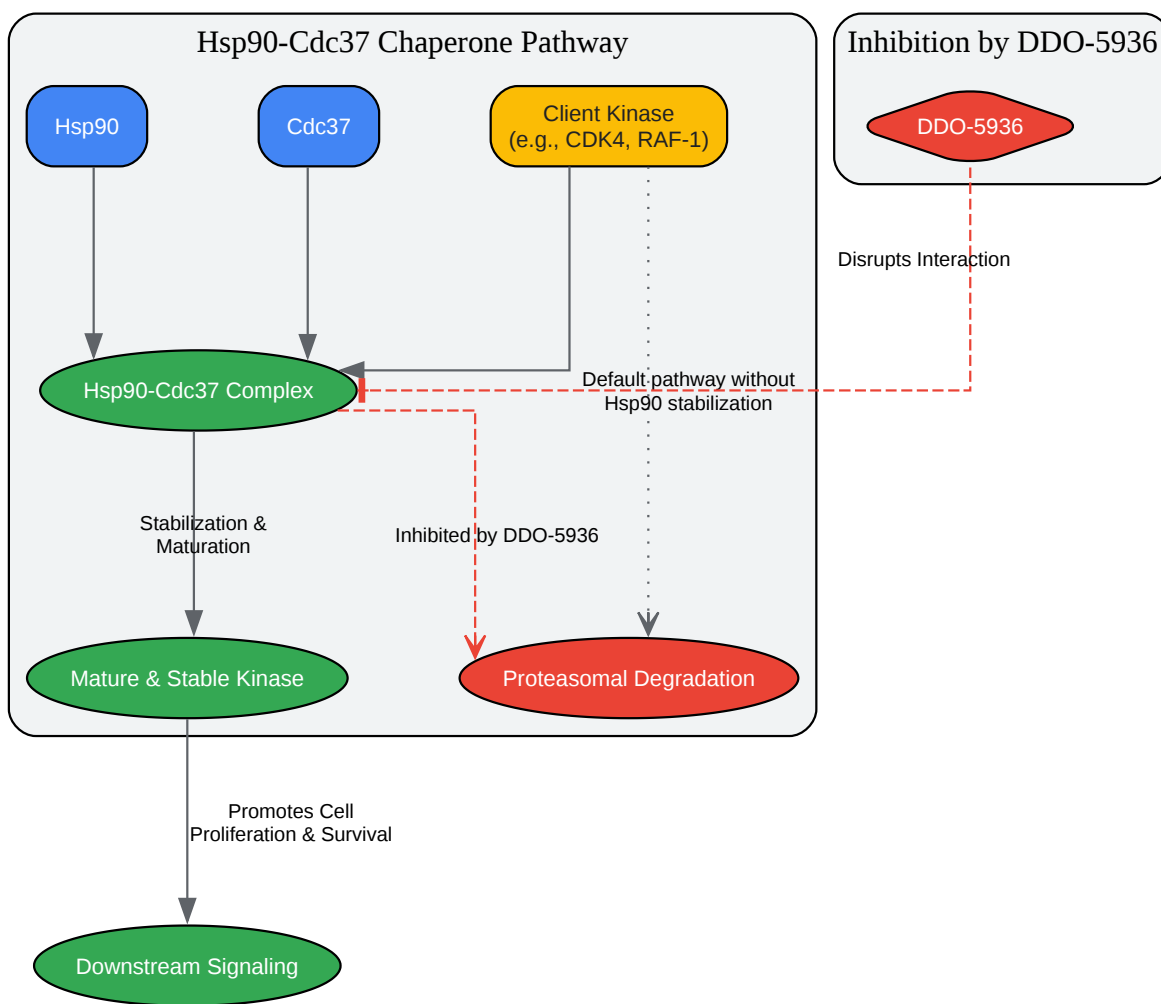 Hsp90-Cdc37 Chaperone Pathway
Inhibition by DDO-5936
Hsp90
Cdc37
Client Kinase
(e.g., CDK4, RAF-1)
DDO-5936
Disrupts Interaction
Hsp90-Cdc37 Complex
Default pathway without
Hsp90 stabilization
Stabilization &
Maturation
Inhibited by DDO-5936
Mature & Stable Kinase
Proteasomal Degradation
Promotes Cell
Proliferation & Survival
Downstream Signaling